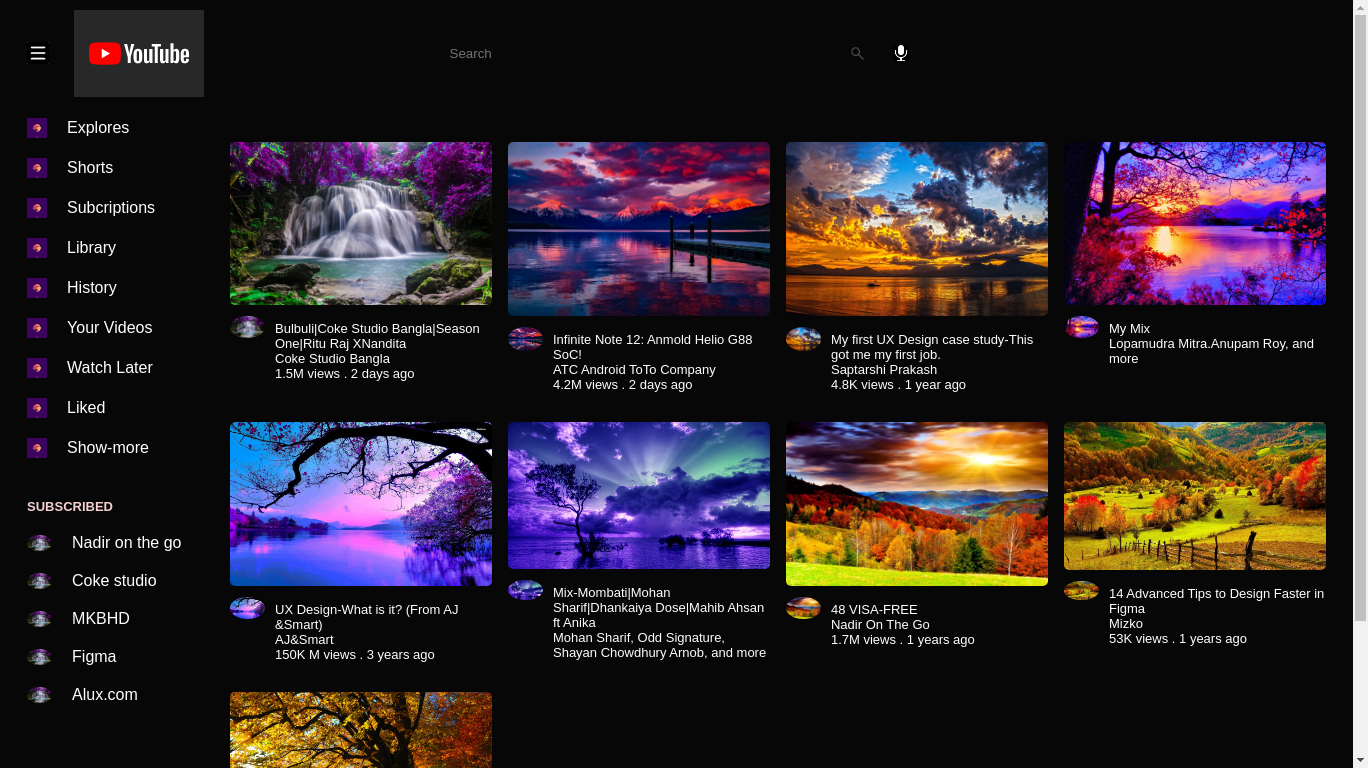 YouTube
Search
Explores
Shorts
Subcriptions
Library
History
Your Videos
Watch Later
Liked
Show-more
SUBSCRIBED
Nadir on the go
Coke studio
MKBHD
Figma
Alux.com
Bulbuli|Coke Studio Bangla|Season
One|Ritu Raj XNandita
Coke Studio Bangla
1.5M views . 2 days ago
Infinite Note 12: Anmold Helio G88
SoC!
ATC Android ToTo Company
4.2M views . 2 days ago
My first UX Design case study-This
got me my first job.
Saptarshi Prakash
4.8K views . 1 year ago
My Mix
Lopamudra Mitra.Anupam Roy, and
more
UX Design-What is it? (From AJ
&Smart)
AJ&Smart
150K M views . 3 years ago
Mix-Mombati|Mohan
Sharif|Dhankaiya Dose|Mahib Ahsan
ft Anika
Mohan Sharif, Odd Signature,
Shayan Chowdhury Arnob, and more
48 VISA-FREE
Nadir On The Go
1.7M views . 1 years ago
14 Advanced Tips to Design Faster in
Figma
Mizko
53K views . 1 years ago